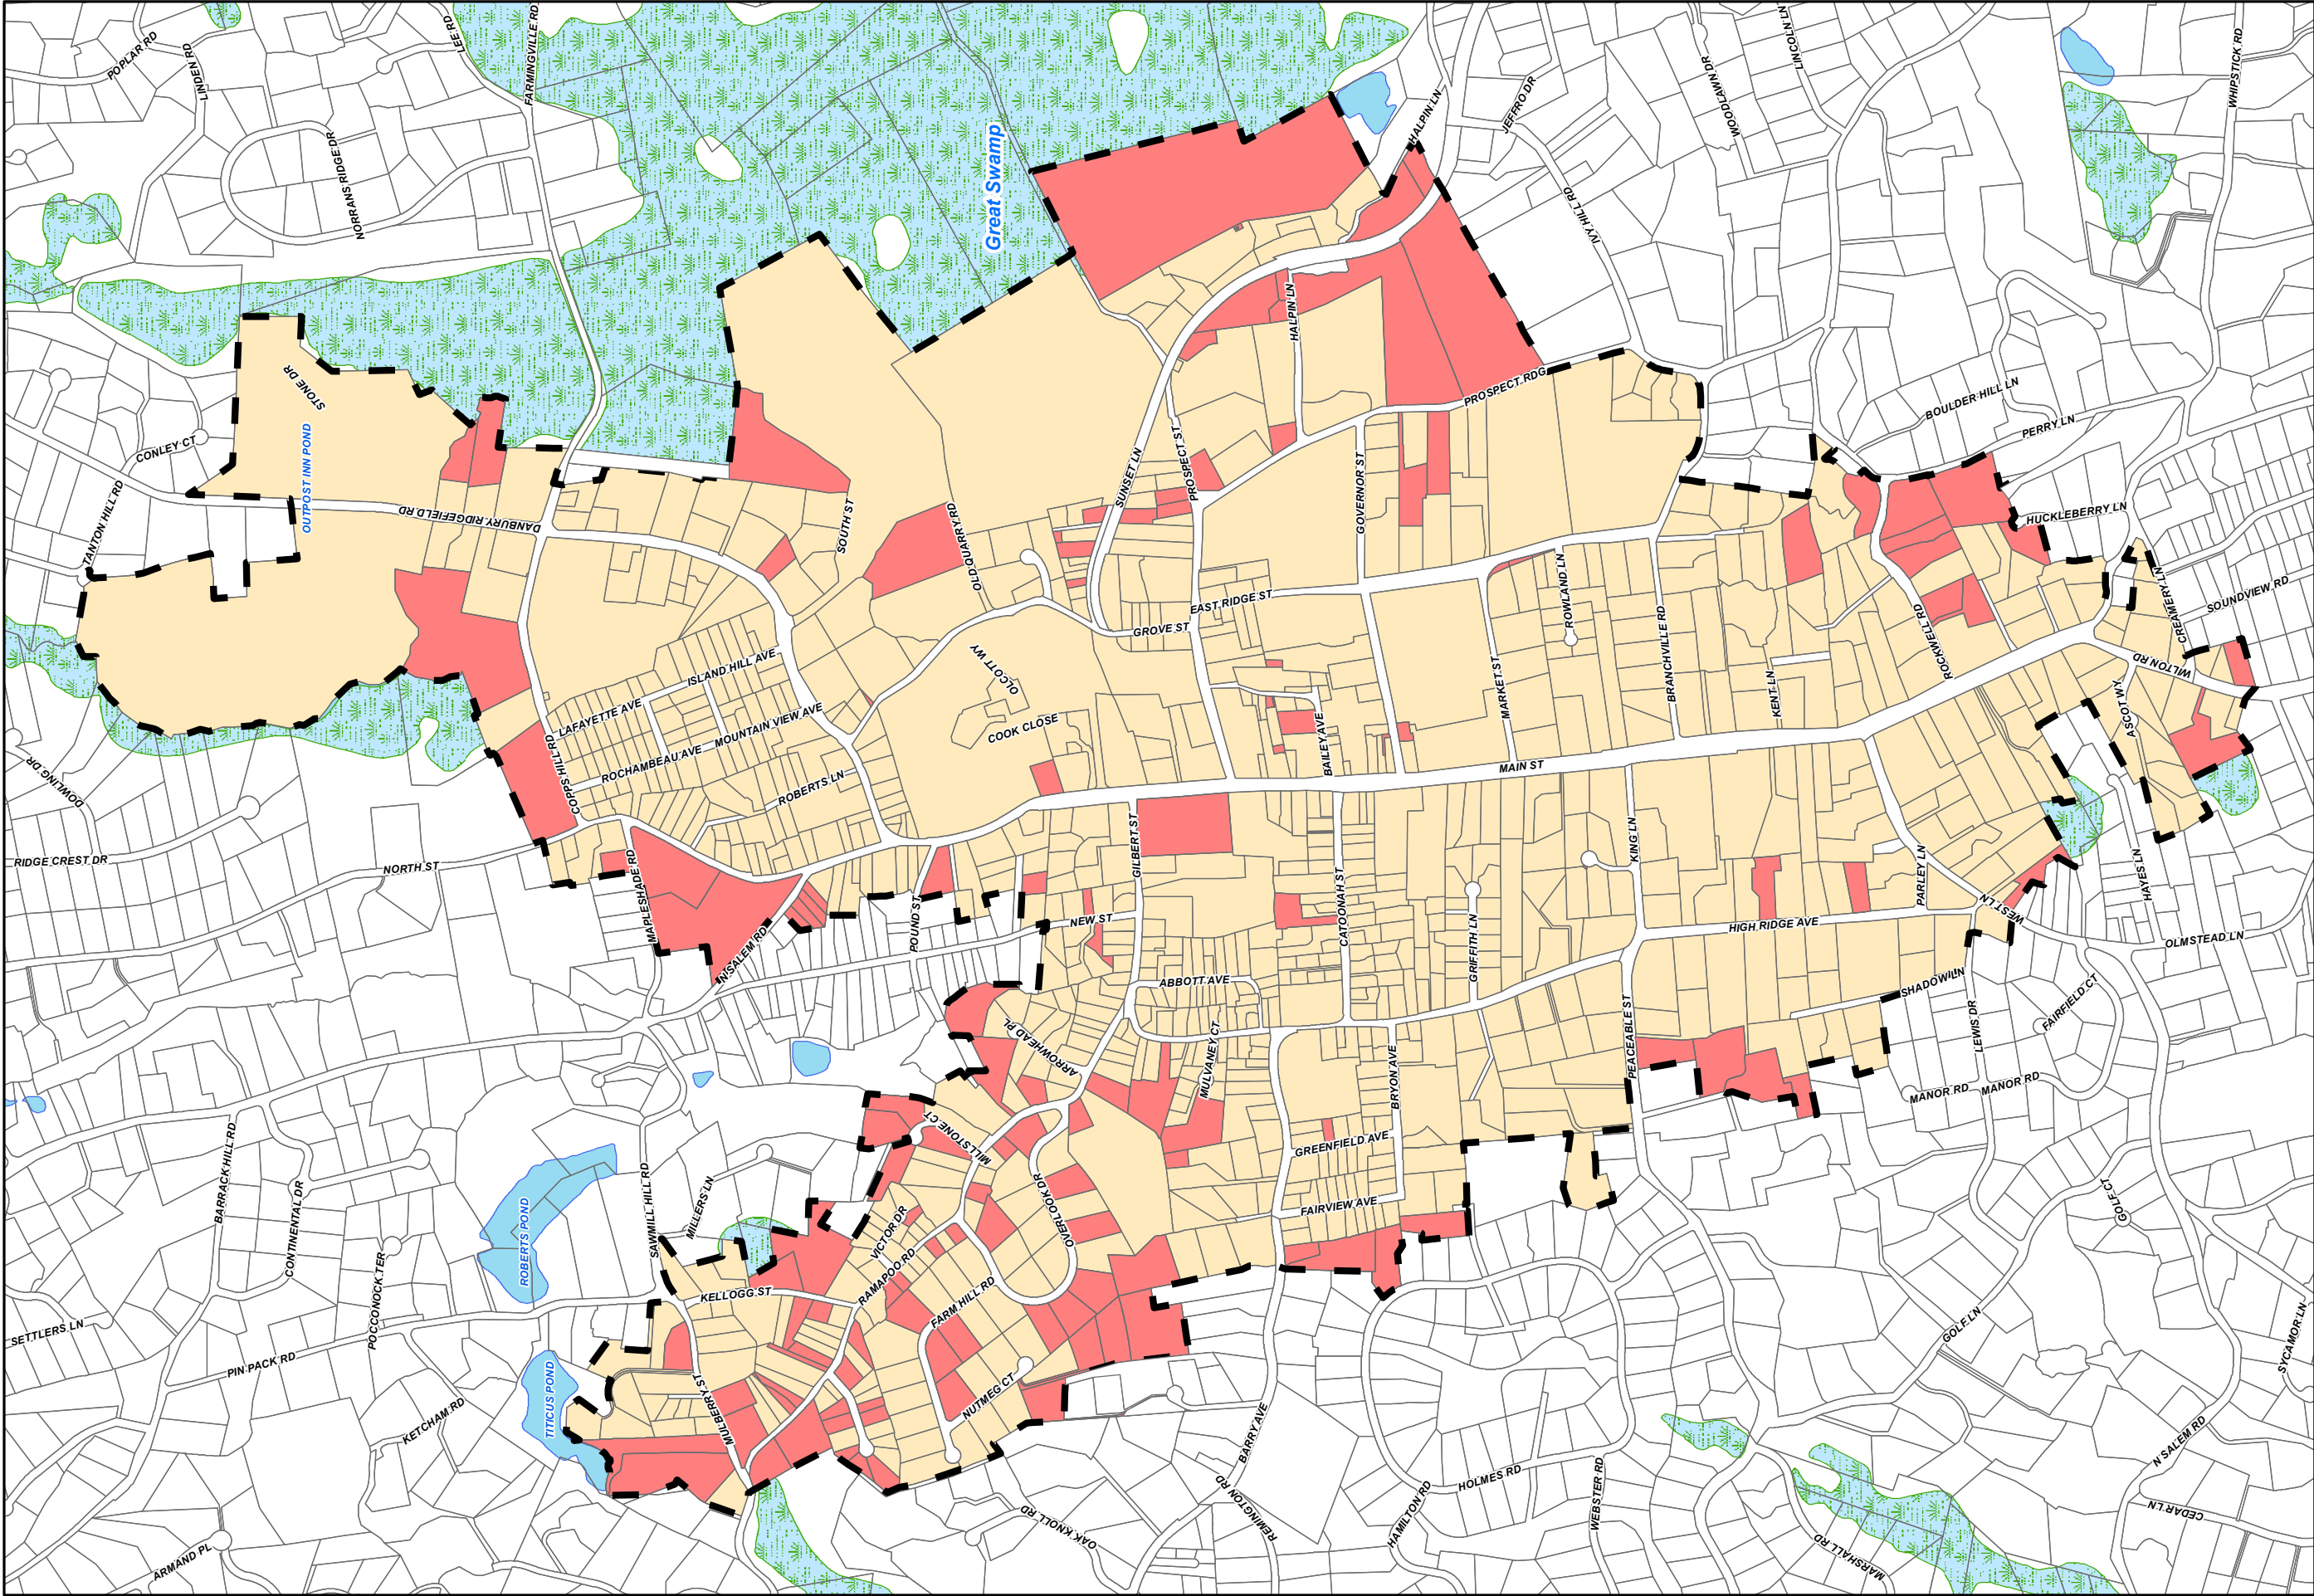 POPLAR RD
LINDEN RD
LEE RD
FARMINGVILLE RD
NORRANS RIDGE DR
Great Swamp
HALPIN LN
JEFFRO DR
WOODLAWN DR
LINCOLN LN
WHIPSTICK RD
IVY HILL RD
HALPIN LN
STONE DR
CONLEY CT
OUTPOST INN POND
TANTON HILL RD
DANBURY RIDGEFIELD RD
SOUTH ST
OLD QUARRY RD
SUNSET LN
PROSPECT ST
GOVERNOR ST
PROSPECT RDG
BOULDER HILL LN
PERRY LN
HUCKLEBERRY LN
CREAMERY LN
SOUNDVIEW RD
EAST RIDGE ST
GROVE ST
ROWLAND LN
BRANCHVILLE RD
MARKET ST
KENT LN
ROCKWELL RD
WILTON RD
ASCOT WY
OLCOTT WY
COOK CLOSE
ISLAND HILL AVE
LAFAYETTE AVE
MOUNTAIN VIEW AVE
ROCHAMBEAU AVE
ROBERTS LN
COPPS HILL RD
BAILEY AVE
MAIN ST
DOWLING DR
RIDGE CREST DR
NORTH ST
MAPLESHADE RD
N SALEM RD
POUND ST
GILBERT ST
NEW ST
CATOONAH ST
KING LN
PARLEY LN
HAYES LN
WEST LN
HIGH RIDGE AVE
OLMSTEAD LN
GRIFFITH LN
ABBOTT AVE
SHADOW LN
FAIRFIELD CT
LEWIS DR
MANOR RD
MANOR RD
PEACEABLE ST
ARROWHEAD PL
MULVANEY CT
BRYON AVE
MILLSTONE CT
GREENFIELD AVE
FAIRVIEW AVE
BARRACK HILL RD
CONTINENTAL DR
ROBERTS POND
SAWMILL HILL RD
MILLERS LN
VICTOR DR
OVERLOOK DR
RAMAPOO RD
FARM HILL RD
KELLOGG ST
POCCONOCK TER
SETTLERS LN
PIN PACK RD
KETCHAM RD
TITICUS POND
MULBERRY ST
NUTMEG CT
GOLF CT
GOLF LN
SYCAMOR LN
N SALEM RD
CEDAR LN
BARRY AVE
REMINGTON RD
HAMILTON RD
HOLMES RD
WEBSTER RD
MARSHALL RD
OAK KNOLL RD
ARMAND PL